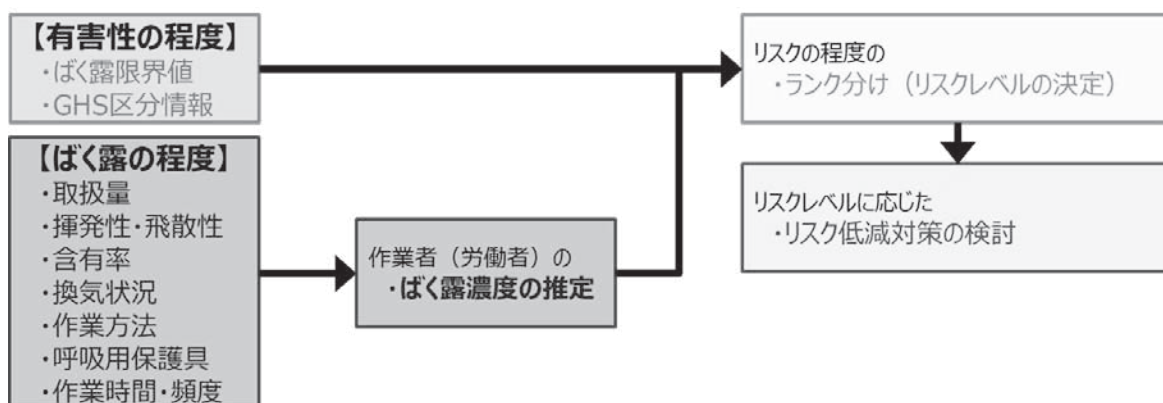 【有害性の程度】
・ばく露限界値
・GHS区分情報
【ばく露の程度】
・取扱量
・揮発性・飛散性
・含有率
・換気状況
・作業方法
・呼吸用保護具
・作業時間・頻度
作業者（労働者）の
・ばく露濃度の推定
リスクの程度の
・ランク分け（リスクレベルの決定）
リスクレベルに応じた
・リスク低減対策の検討